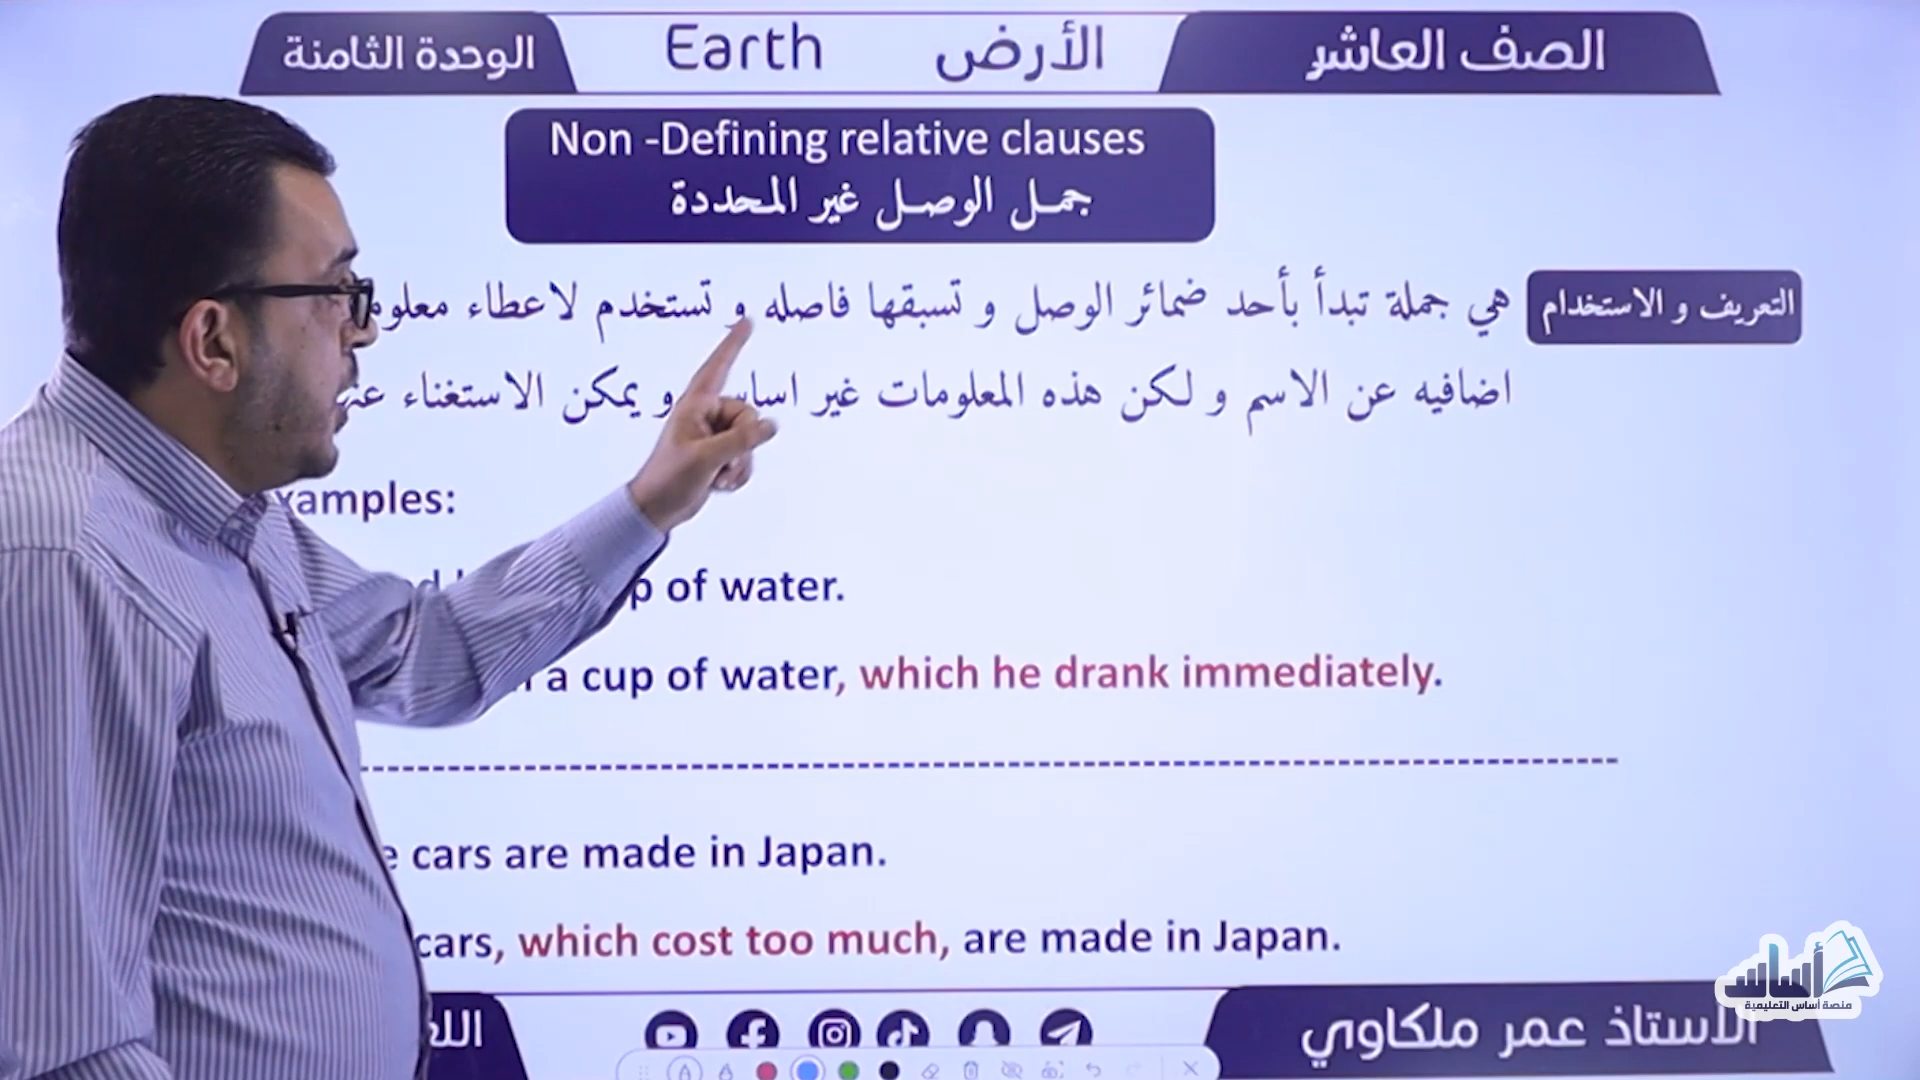 الصف العاشر
الأرض Earth
الوحدة الثامنة
Non -Defining relative clauses
جمل الوصل غير المحددة
التعريف و الاستخدام
هي جملة تبدأ بأحد ضمائر الوصل و تسبقها فاصله و تستخدم لاعطاء
اضافيه عن الاسم و لكن هذه المعلومات غير و يمكن الاستغناء
of water.
a cup of water, which he drank immediately.
cars are made in Japan.
cars, which cost too much, are made in Japan.
أساس
منصة أساس التعليمية
الأستاذ عمر ملكاوي